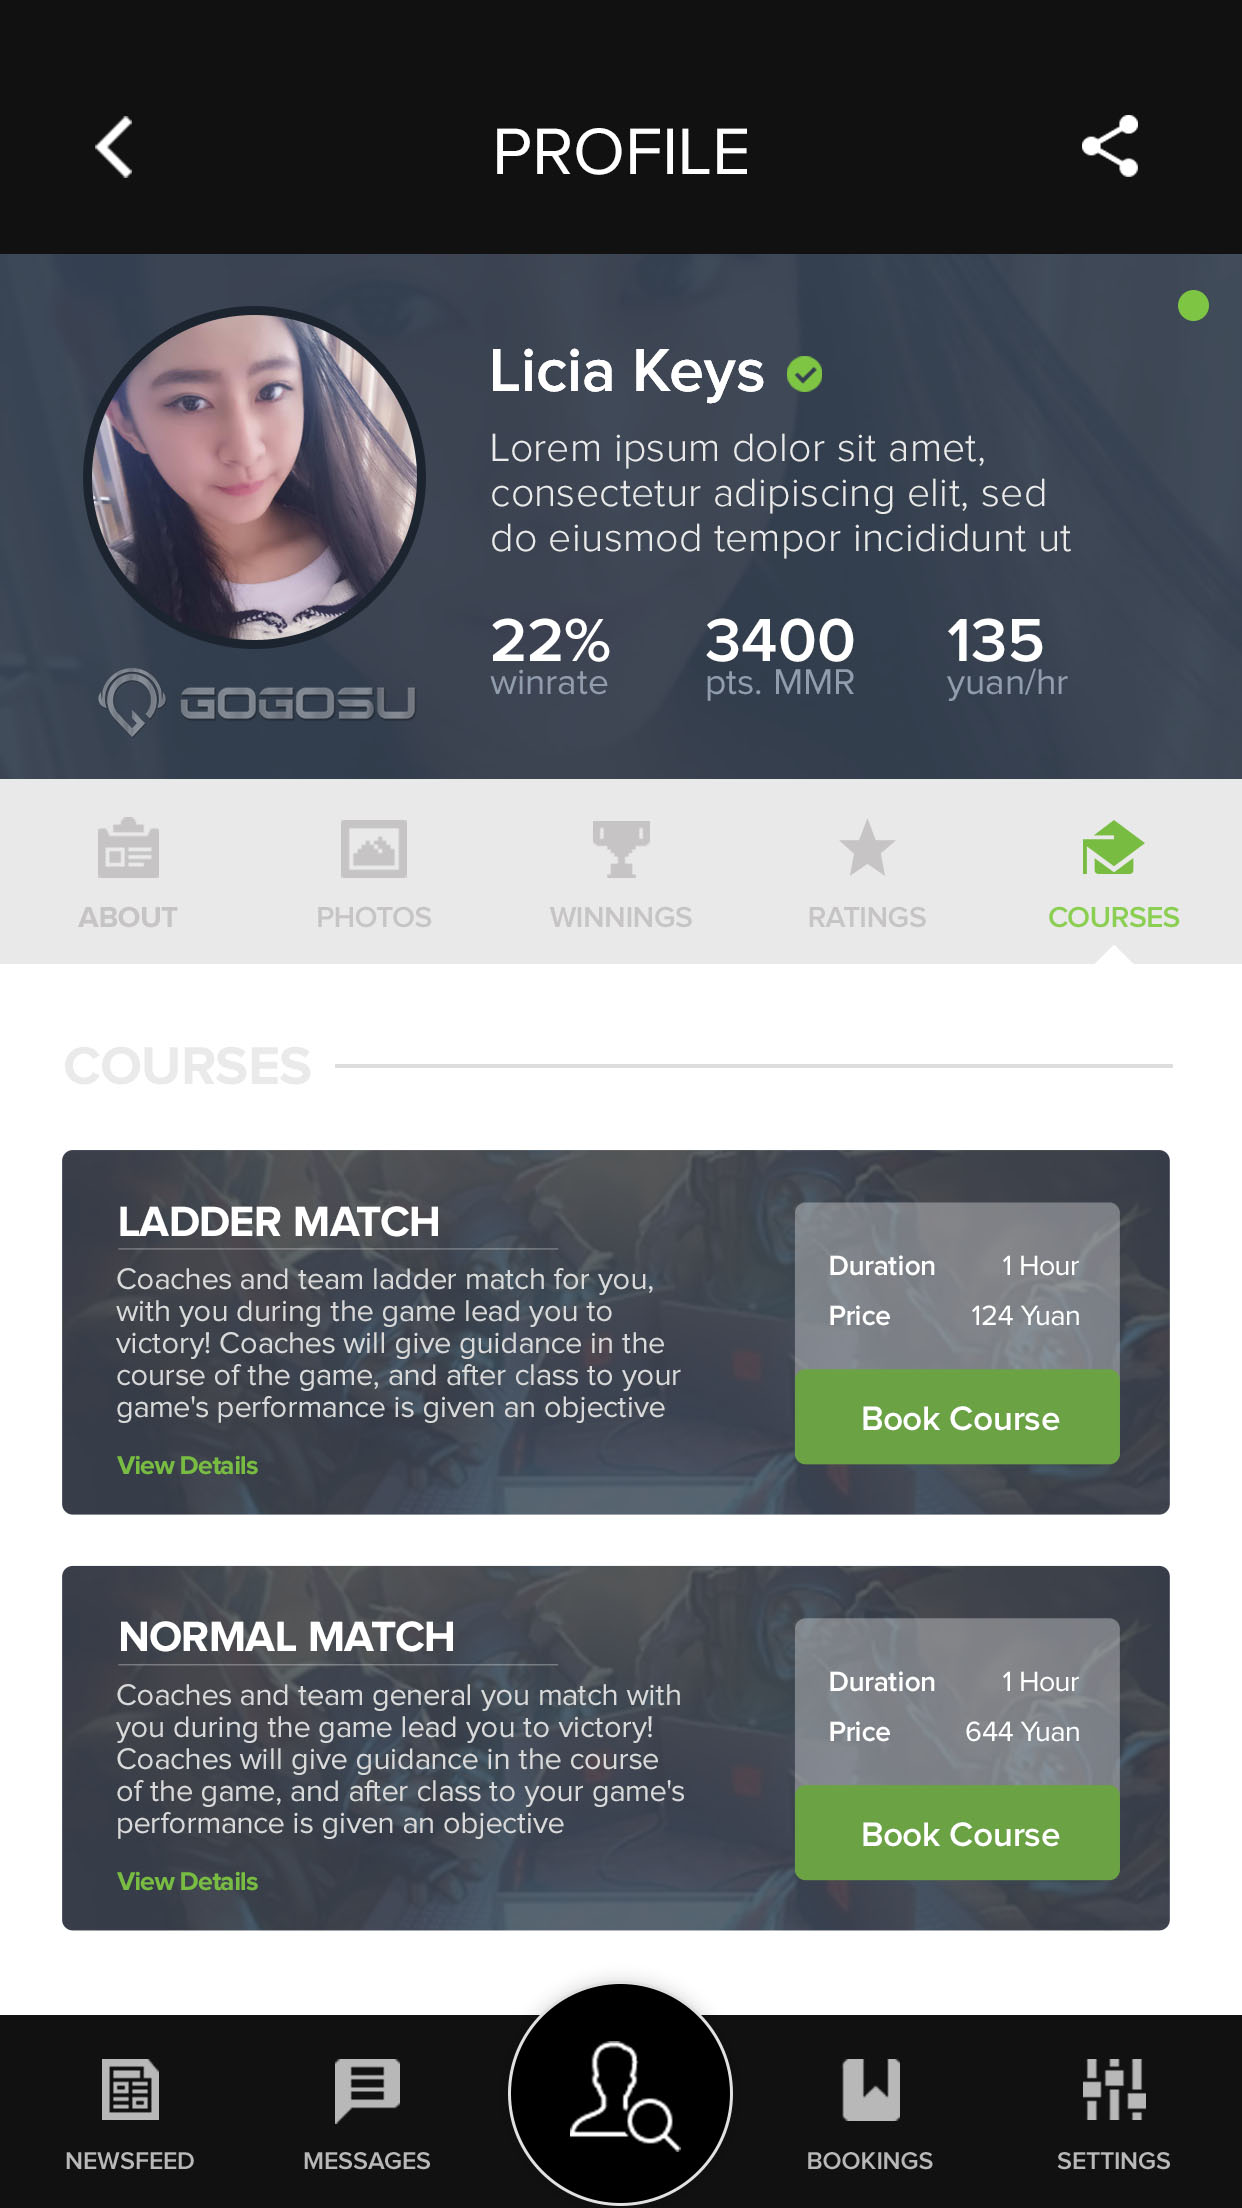 PROFILE
Licia Keys
Lorem ipsum dolor sit amet,
consectetur adipiscing elit, sed
do eiusmod tempor incididunt ut
22% 3400 135
winrate pts. MMR yuan/hr
GOGOSU
ABOUT PHOTOS WINNINGS RATINGS COURSES
COURSES
LADDER MATCH
Coaches and team ladder match for you,
with you during the game lead you to
victory! Coaches will give guidance in the
course of the game, and after class to your
game's performance is given an objective
View Details
Duration 1 Hour
Price 124 Yuan
Book Course
NORMAL MATCH
Coaches and team general you match with
you during the game lead you to victory!
Coaches will give guidance in the course
of the game, and after class to your game's
performance is given an objective
View Details
Duration 1 Hour
Price 644 Yuan
Book Course
NEWSFEED MESSAGES BOOKINGS SETTINGS